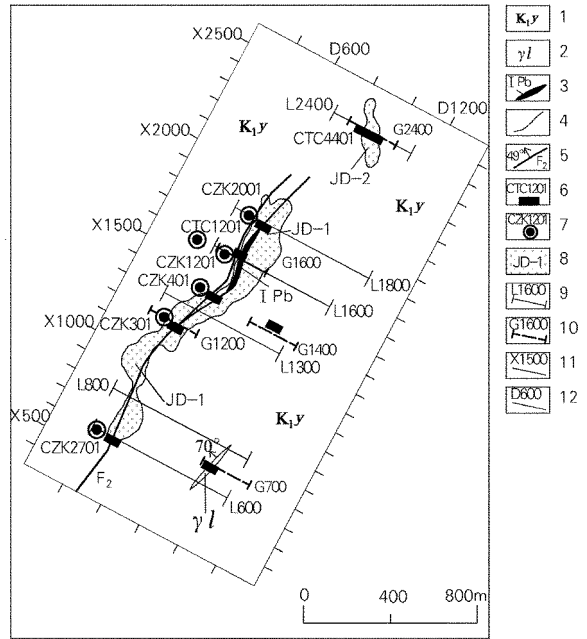 X2500
D600
D1200
L2400
K₁y
G2400
CTC4401
X2000
JD-2
CZK2001
K₁y
CTC1201
JD-1
X1500
CZK1201
G1600
L1800
CZK401
I Pb
L1600
X1000
CZK301
G1200
G1400
L1300
L800
JD-1
K₁y
X500
CZK2701
70°
F₂
G700
L600
γl
0 400 800m
K₁y 1
γl 2
I Pb 3
4
49° F₂ 5
CTC1201 6
CZK1201 7
JD-1 8
L1600 9
G1600 10
X1500 11
D600 12